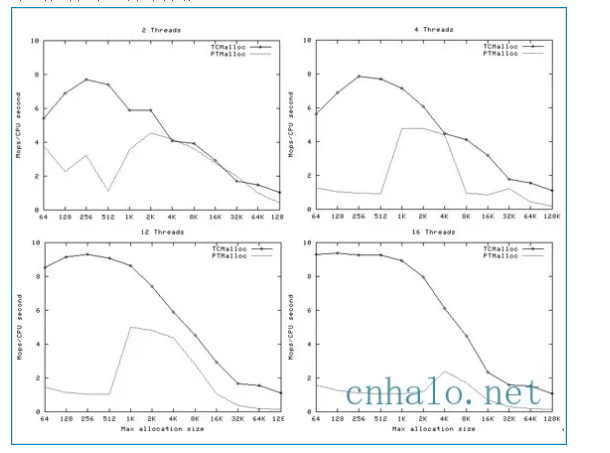 2 Threads
10
8
6
4
2
0
Mops/CPU second
TCMalloc
PTMalloc
64 128 256 512 1K 2K 4K 8K 16K 32K 64K 128
4 Threads
10
8
6
4
2
0
Mops/CPU second
TCMalloc
PTMalloc
64 128 256 512 1K 2K 4K 8K 16K 32K 64K 128K
12 Threads
10
8
6
4
2
0
Mops/CPU second
TCMalloc
PTMalloc
64 128 256 512 1K 2K 4K 8K 16K 32K 64K 128K
Max allocation size
16 Threads
10
8
6
4
2
0
Mops/CPU second
TCMalloc
PTMalloc
64 128 256 512 1K 2K 4K 8K 16K 32K 64K 128K
Max allocation size
cnhalo.net